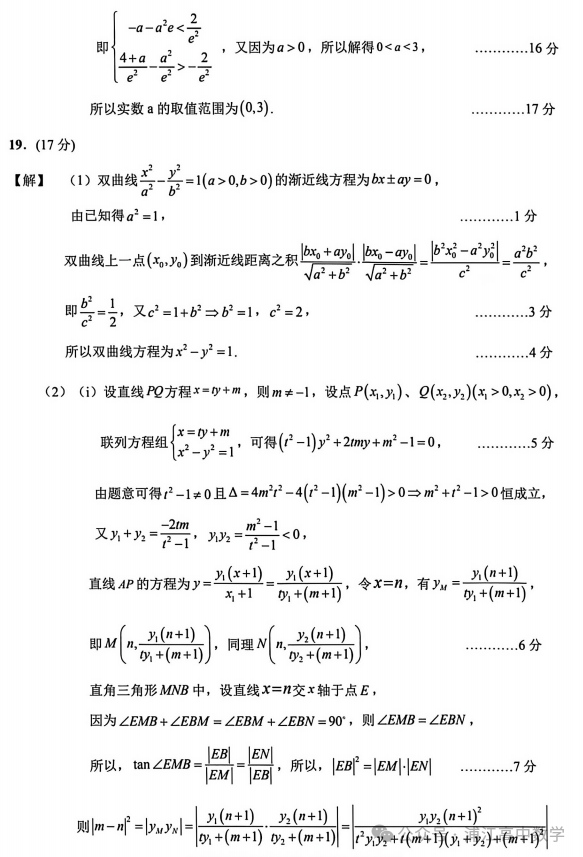 即{-a-a²e<2/e², (4+a)/e²-a²/e²>-2/e², 又因为a>0，所以解得0<a<3， …………16分
所以实数a的取值范围为(0,3). …………17分
19. (17分)
【解】 （1）双曲线x²/a²-y²/b²=1(a>0,b>0)的渐近线方程为bx±ay=0，
由已知得a²=1， …………1分
双曲线上一点(x₀,y₀)到渐近线距离之积|bx₀+ay₀|/√(a²+b²)·|bx₀-ay₀|/√(a²+b²)=|b²x₀²-a²y₀²|/c²=a²b²/c²，
即b²/c²=1/2，又c²=1+b²⇒b²=1，c²=2， …………3分
所以双曲线方程为x²-y²=1. …………4分
（2）（i）设直线PQ方程x=ty+m，则m≠-1，设点P(x₁,y₁)、Q(x₂,y₂)(x₁>0,x₂>0)，
联列方程组{x=ty+m, x²-y²=1，可得(t²-1)y²+2tmy+m²-1=0， …………5分
由题意可得t²-1≠0且Δ=4m²t²-4(t²-1)(m²-1)>0⇒m²+t²-1>0恒成立，
又y₁+y₂=-2tm/(t²-1)，y₁y₂=(m²-1)/(t²-1)<0，
直线AP的方程为y=y₁(x+1)/(x₁+1)=y₁(x+1)/(ty₁+(m+1))，令x=n，有y_M=y₁(n+1)/(ty₁+(m+1))，
即M(n,y₁(n+1)/(ty₁+(m+1)))，同理N(n,y₂(n+1)/(ty₂+(m+1)))， …………6分
直角三角形MNB中，设直线x=n交x轴于点E，
因为∠EMB+∠EBM=∠EBM+∠EBN=90°，则∠EMB=∠EBN，
所以，tan∠EMB=|EB|/|EM|=|EN|/|EB|，所以，|EB|²=|EM|·|EN| …………7分
则|m-n|²=|y_M y_N|=|y₁(n+1)/(ty₁+(m+1))·y₂(n+1)/(ty₂+(m+1))|=|y₁y₂(n+1)²/(t²y₁y₂+t(m+1)(y₁+y₂)+(m+1)²)|
公众号·浦江高中数学